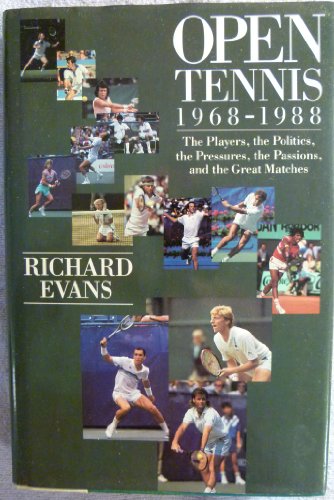 OPEN
TENNIS
1968-1988
The Players, the Politics,
the Pressures, the Passions,
and the Great Matches
RICHARD
EVANS